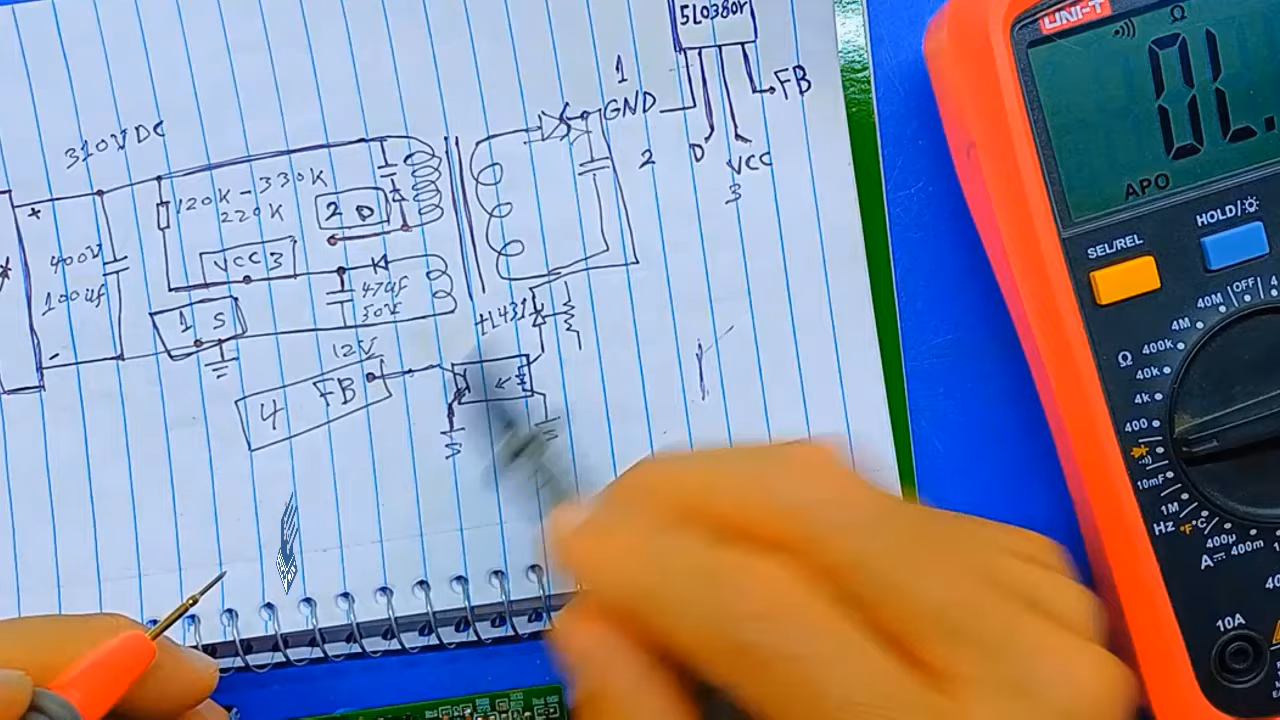 5L0380r
1
GND
FB
2
D
VCC
3
310VDC
+
120K-330K
220K
2 D
400V
100uf
VCC 3
47uf
50V
1 S
-
tL431
12V
4 FB
UNI-T
Ω
OL.
APO
HOLD/
SEL/REL
OFF
40M
4M
Ω
400k
40k
4k
400
10mF
1M
Hz
°F°C
400µ
400m
A
10A